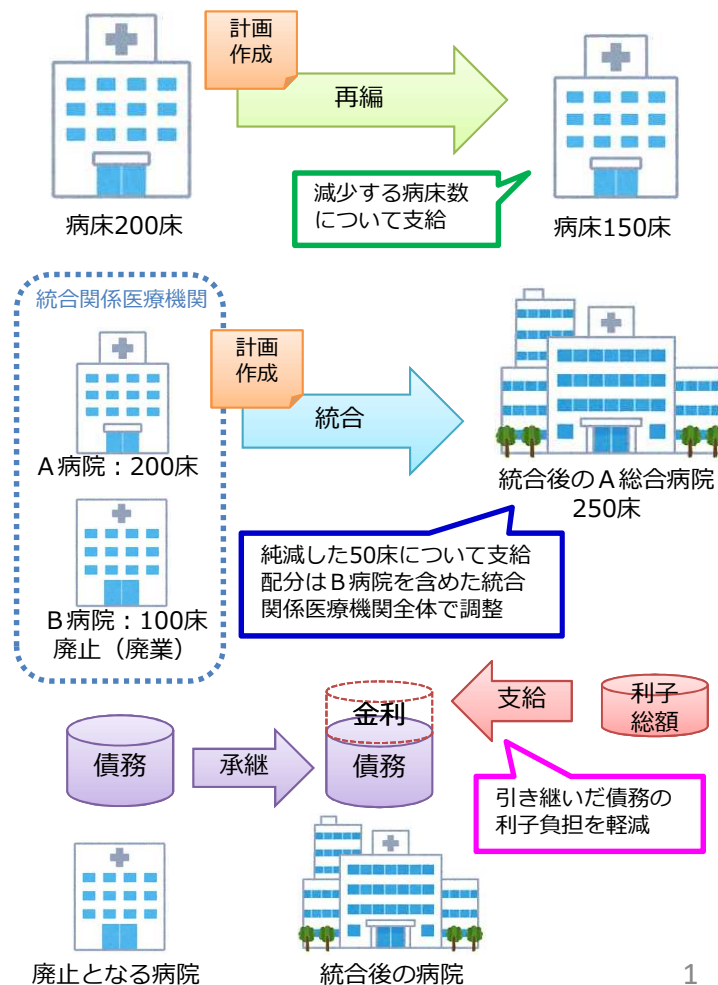 計画
作成
再編
減少する病床数
について支給
病床200床
病床150床
統合関係医療機関
計画
作成
統合
A病院:200床
統合後のA総合病院
250床
純減した50床について支給
配分はB病院を含めた統合
関係医療機関全体で調整
B病院:100床
廃止(廃業)
債務
承継
金利
債務
支給
利子
総額
引き継いだ債務の
利子負担を軽減
廃止となる病院
統合後の病院
1